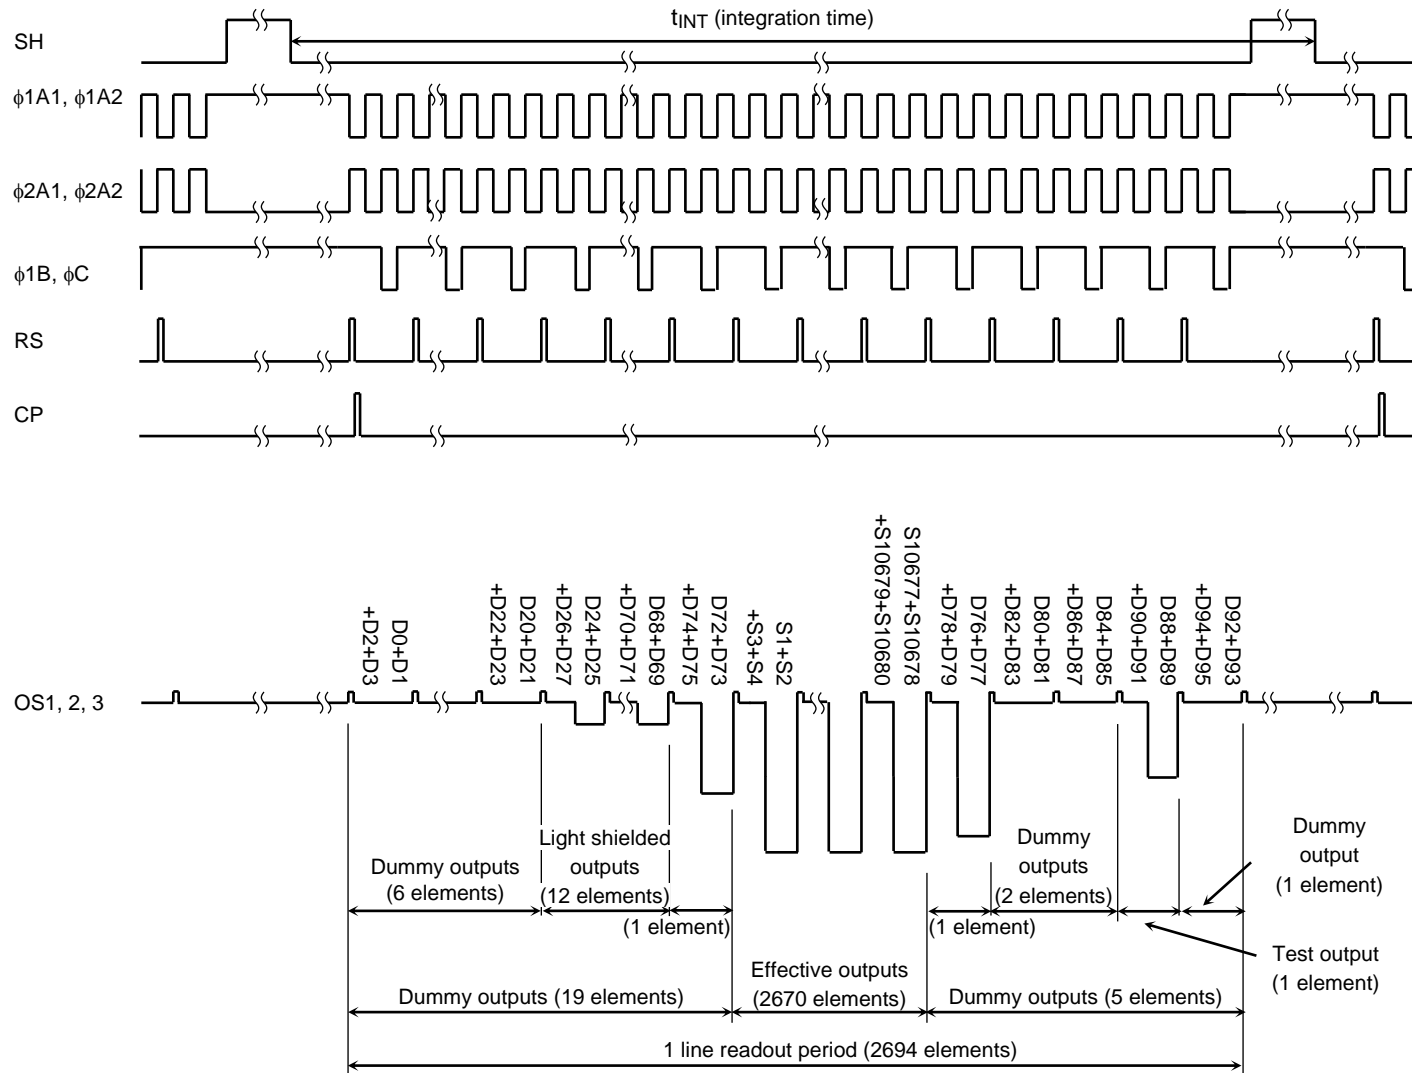 tINT (integration time)
SH
ϕ1A1, ϕ1A2
ϕ2A1, ϕ2A2
ϕ1B, ϕC
RS
CP
OS1, 2, 3
D0+D1
+D2+D3
D20+D21
+D22+D23
D24+D25
+D26+D27
D68+D69
+D70+D71
D72+D73
+D74+D75
S1+S2
+S3+S4
S10677+S10678
+S10679+S10680
D76+D77
+D78+D79
D80+D81
+D82+D83
D84+D85
+D86+D87
D88+D89
+D90+D91
D92+D93
+D94+D95
Dummy outputs
(6 elements)
Light shielded
outputs
(12 elements)
(1 element)
(1 element)
Dummy
outputs
(2 elements)
Dummy
output
(1 element)
Test output
(1 element)
Dummy outputs (19 elements)
Effective outputs
(2670 elements)
Dummy outputs (5 elements)
1 line readout period (2694 elements)